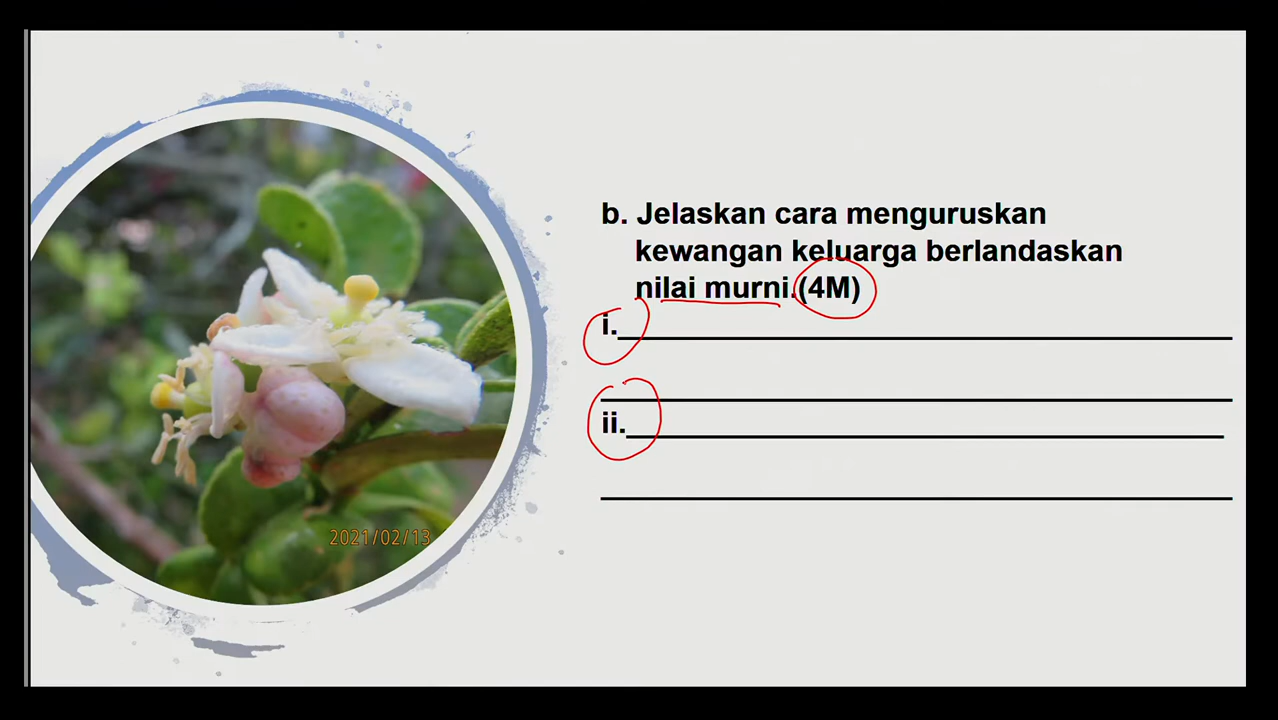 b. Jelaskan cara menguruskan
kewangan keluarga berlandaskan
nilai murni.(4M)
i.
ii.
2021/02/13